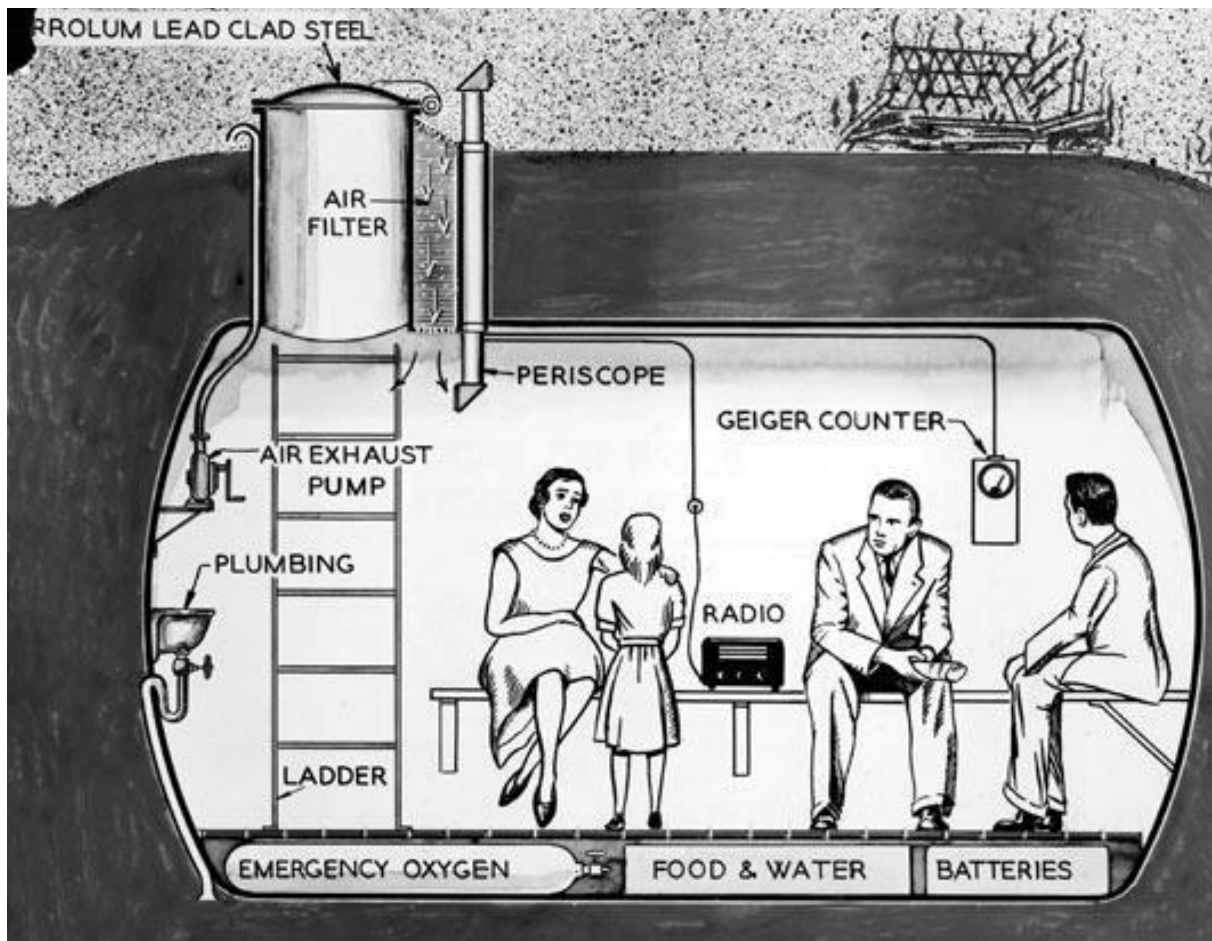 RROLUM LEAD CLAD STEEL
AIR
FILTER
PERISCOPE
GEIGER COUNTER
AIR EXHAUST
PUMP
PLUMBING
RADIO
LADDER
EMERGENCY OXYGEN
FOOD & WATER
BATTERIES